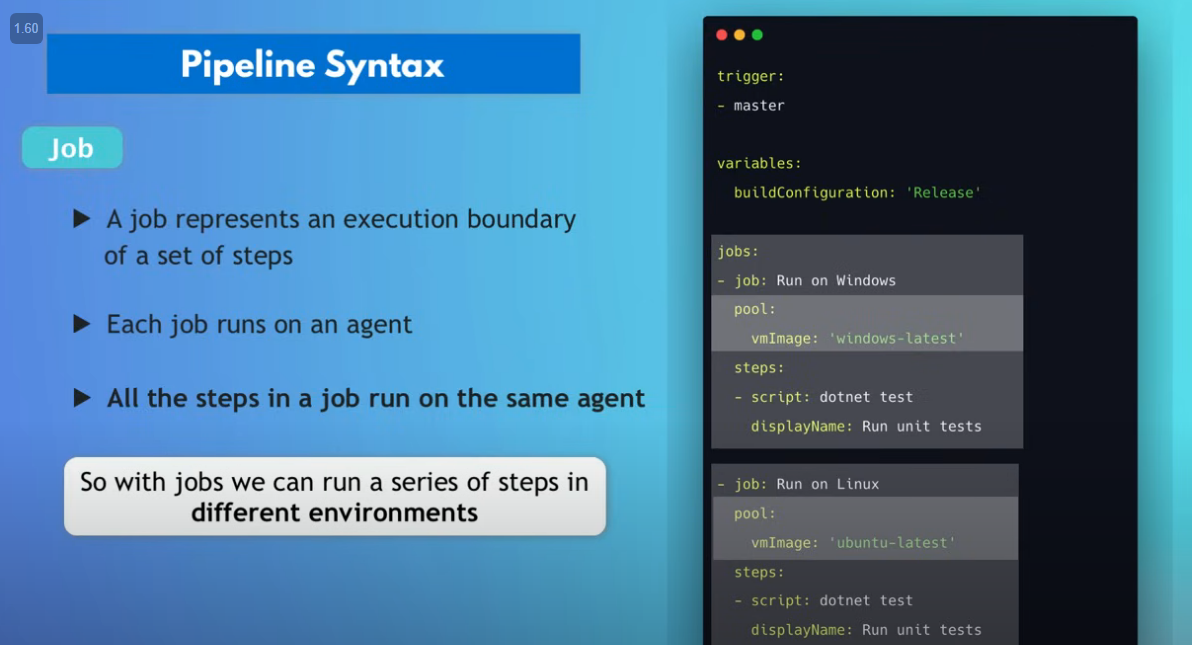 1.60
Pipeline Syntax
Job
A job represents an execution boundary
of a set of steps
Each job runs on an agent
All the steps in a job run on the same agent
So with jobs we can run a series of steps in
different environments
trigger:
- master
variables:
  buildConfiguration: 'Release'
jobs:
- job: Run on Windows
  pool:
    vmImage: 'windows-latest'
  steps:
  - script: dotnet test
    displayName: Run unit tests
- job: Run on Linux
  pool:
    vmImage: 'ubuntu-latest'
  steps:
  - script: dotnet test
    displayName: Run unit tests